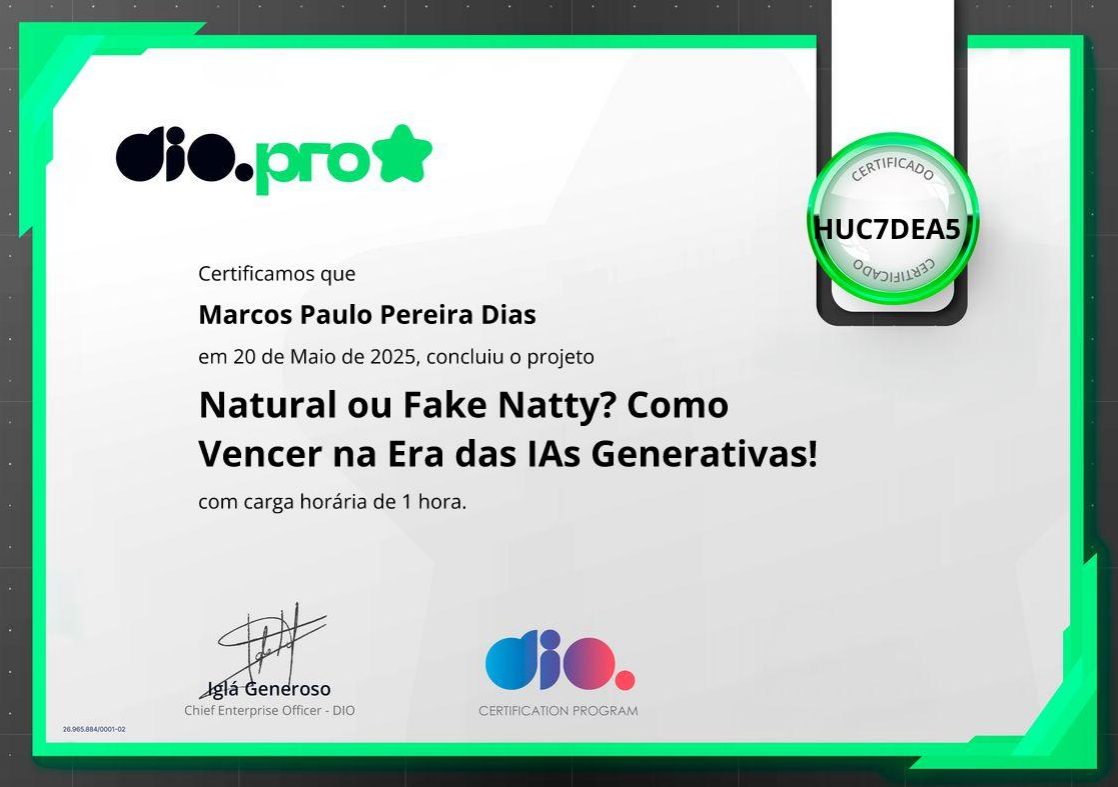 dio.pro
CERTIFICADO
HUC7DEA5
CERTIFICADO
Certificamos que
Marcos Paulo Pereira Dias
em 20 de Maio de 2025, concluiu o projeto
Natural ou Fake Natty? Como
Vencer na Era das IAs Generativas!
com carga horária de 1 hora.
Iglá Generoso
Chief Enterprise Officer - DIO
dio.
CERTIFICATION PROGRAM
26.965.884/0001-02